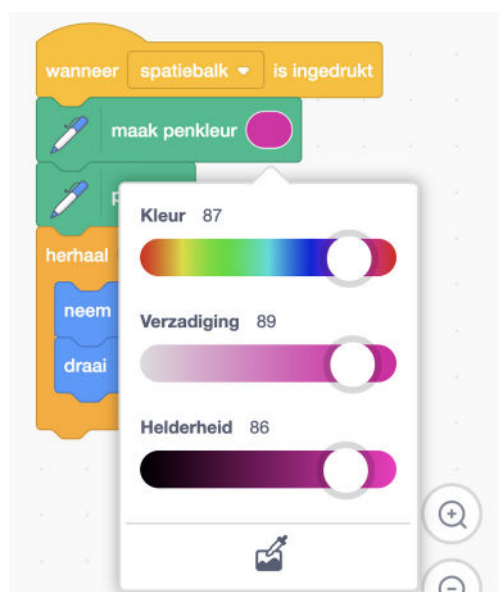 wanneer spatiebalk is ingedrukt
maak penkleur
p
Kleur 87
herhaal
neem
Verzadiging 89
draai
Helderheid 86